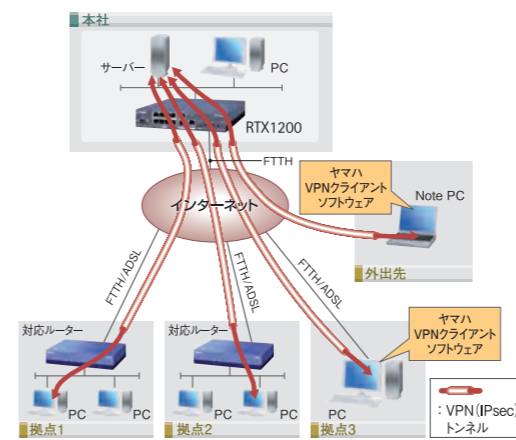 本社
サーバー
PC
RTX1200
FTTH
インターネット
ヤマハ
VPNクライアント
ソフトウェア
Note PC
外出先
FTTH/ADSL
FTTH/ADSL
FTTH/ADSL
ヤマハ
VPNクライアント
ソフトウェア
対応ルーター
PC
PC
拠点1
対応ルーター
PC
PC
拠点2
PC
拠点3
：VPN（IPsec）
トンネル